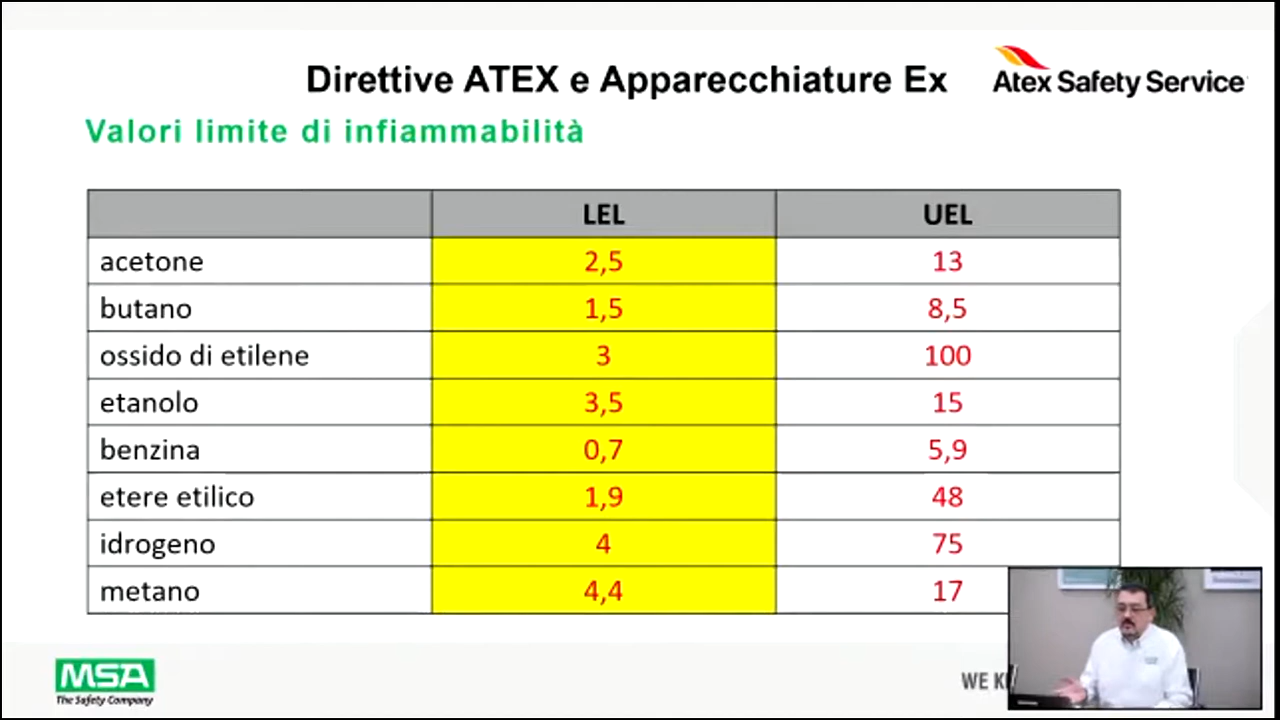 Direttive ATEX e Apparecchiature Ex
Atex Safety Service
Valori limite di infiammabilità
LEL UEL
acetone 2,5 13
butano 1,5 8,5
ossido di etilene 3 100
etanolo 3,5 15
benzina 0,7 5,9
etere etilico 1,9 48
idrogeno 4 75
metano 4,4 17
MSA
The Safety Company
WE